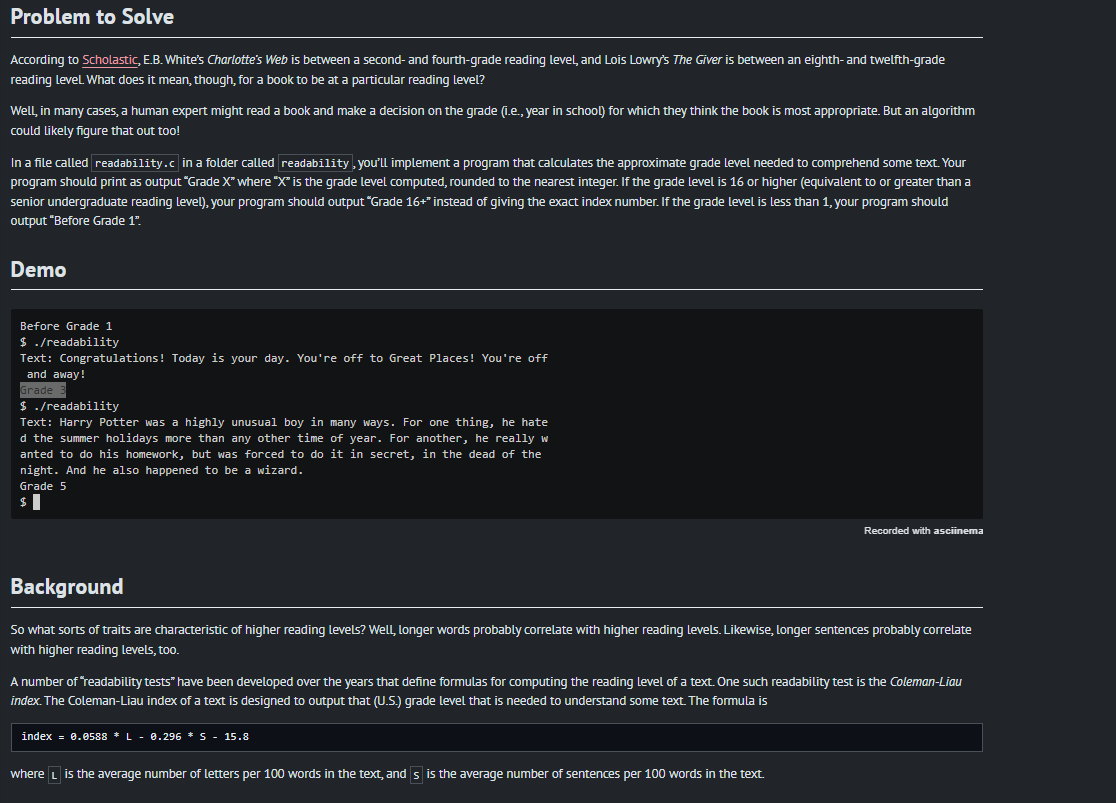 Problem to Solve
According to Scholastic, E.B. White's Charlotte's Web is between a second- and fourth-grade reading level, and Lois Lowry's The Giver is between an eighth- and twelfth-grade
reading level. What does it mean, though, for a book to be at a particular reading level?
Well, in many cases, a human expert might read a book and make a decision on the grade (i.e., year in school) for which they think the book is most appropriate. But an algorithm
could likely figure that out too!
In a file called readability.c in a folder called readability, you'll implement a program that calculates the approximate grade level needed to comprehend some text. Your
program should print as output “Grade X” where “X” is the grade level computed, rounded to the nearest integer. If the grade level is 16 or higher (equivalent to or greater than a
senior undergraduate reading level), your program should output “Grade 16+” instead of giving the exact index number. If the grade level is less than 1, your program should
output “Before Grade 1”.
Demo
Before Grade 1
$ ./readability
Text: Congratulations! Today is your day. You're off to Great Places! You're off
and away!
Grade 3
$ ./readability
Text: Harry Potter was a highly unusual boy in many ways. For one thing, he hate
d the summer holidays more than any other time of year. For another, he really w
anted to do his homework, but was forced to do it in secret, in the dead of the
night. And he also happened to be a wizard.
Grade 5
$
Recorded with asciinema
Background
So what sorts of traits are characteristic of higher reading levels? Well, longer words probably correlate with higher reading levels. Likewise, longer sentences probably correlate
with higher reading levels, too.
A number of “readability tests” have been developed over the years that define formulas for computing the reading level of a text. One such readability test is the Coleman-Liau
index. The Coleman-Liau index of a text is designed to output that (U.S.) grade level that is needed to understand some text. The formula is
index = 0.0588 * L - 0.296 * S - 15.8
where L is the average number of letters per 100 words in the text, and S is the average number of sentences per 100 words in the text.